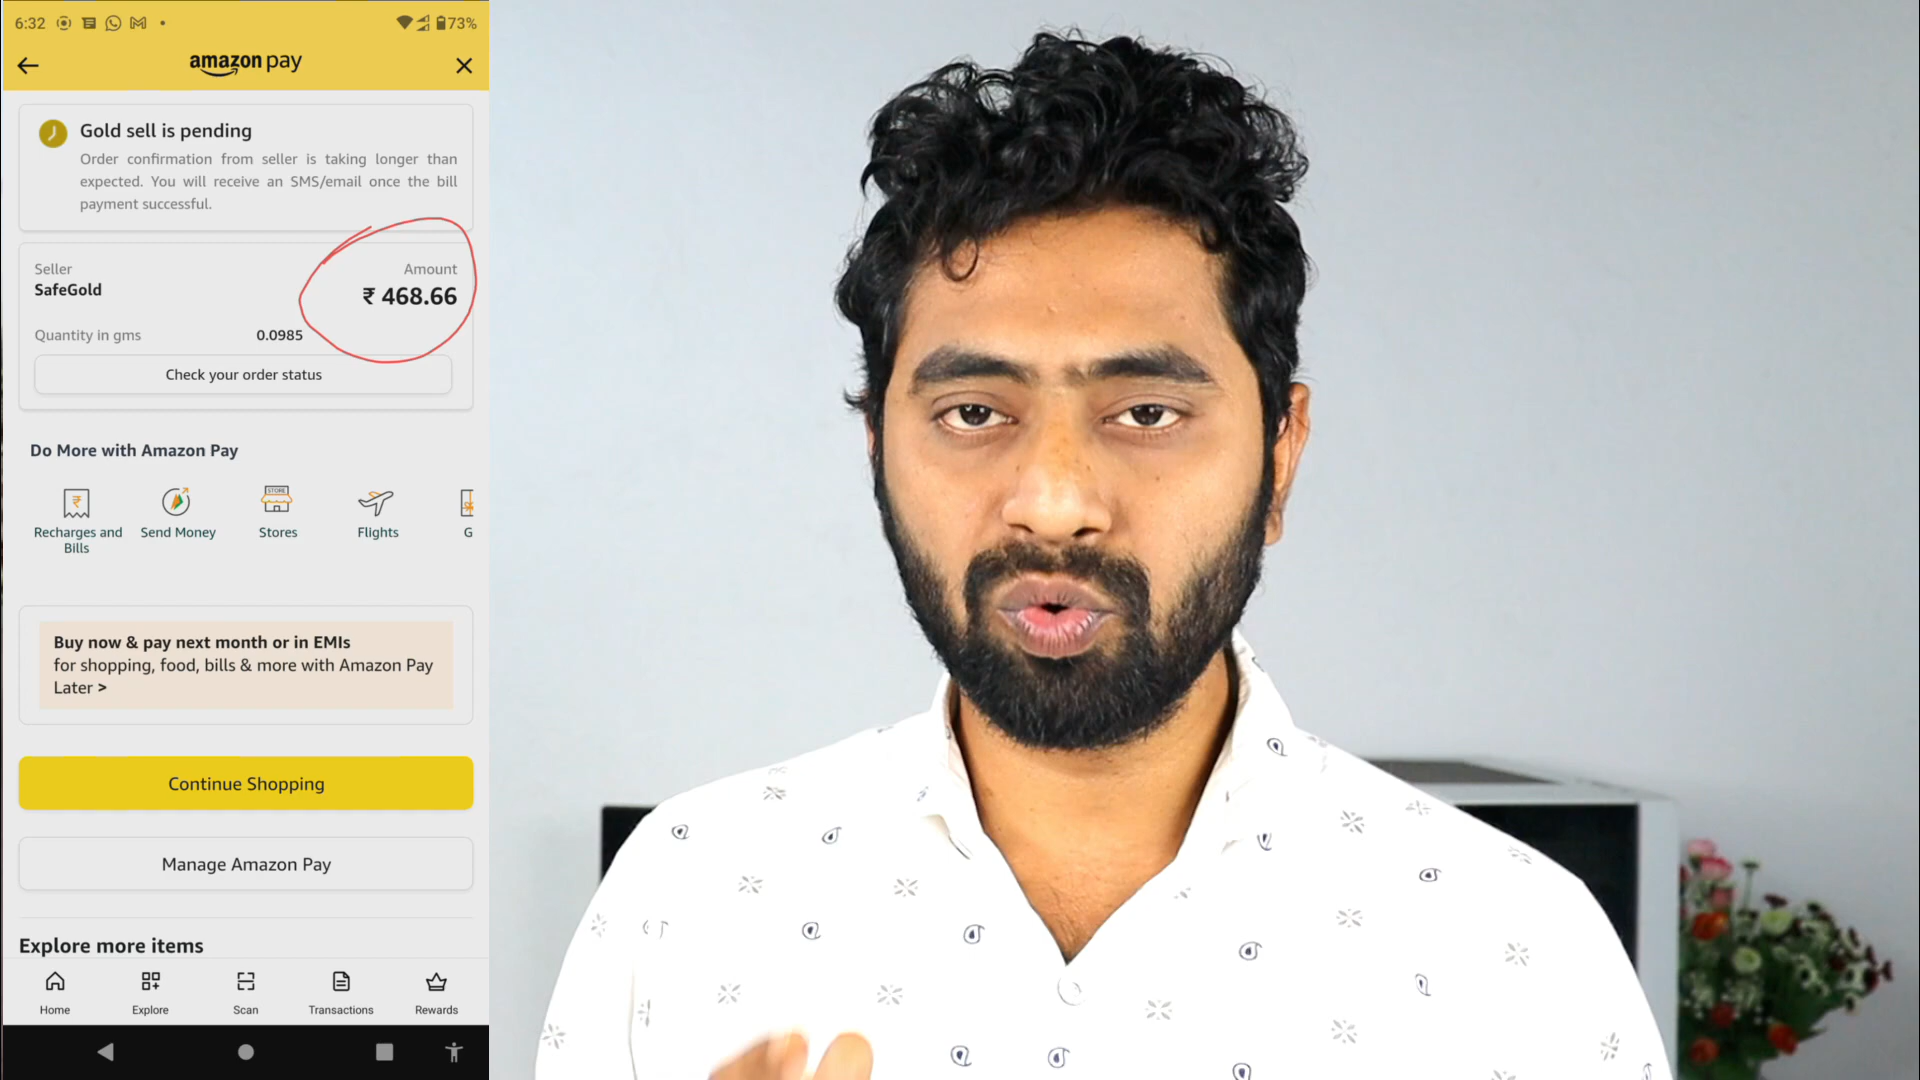 6:32
73%
amazon pay
Gold sell is pending
Order confirmation from seller is taking longer than
expected. You will receive an SMS/email once the bill
payment successful.
Seller
Amount
SafeGold
₹ 468.66
Quantity in gms
0.0985
Check your order status
Do More with Amazon Pay
STORE
Recharges and
Bills
Send Money
Stores
Flights
G
Buy now & pay next month or in EMIs
for shopping, food, bills & more with Amazon Pay
Later >
Continue Shopping
Manage Amazon Pay
Explore more items
Home
Explore
Scan
Transactions
Rewards